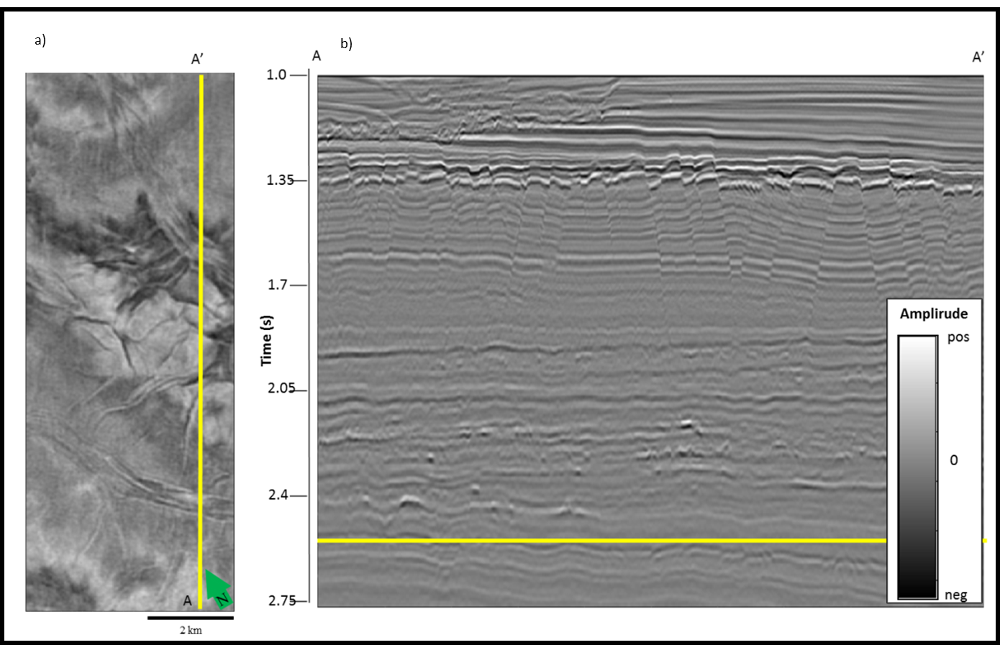 a)
b)
A’
A
A’
1.0
1.35
1.7
Time (s)
2.05
2.4
2.75
Amplirude
pos
0
neg
A
N
2 km